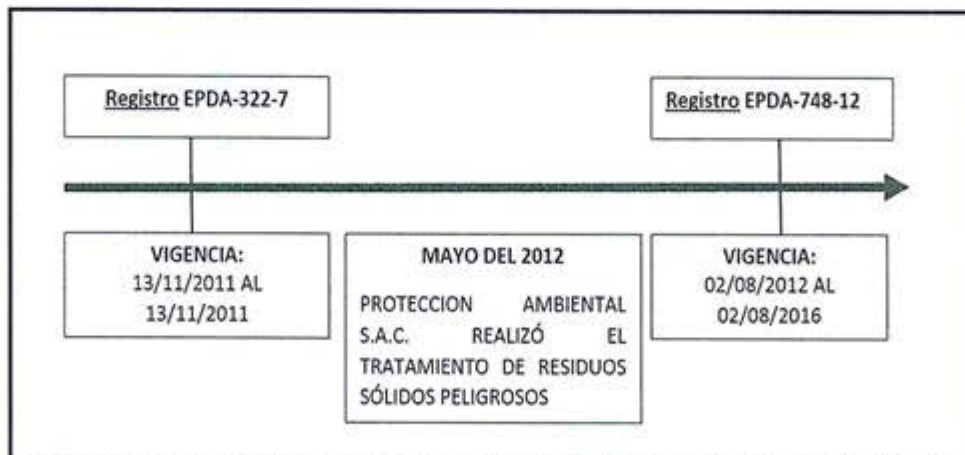 Registro EPDA-322-7
Registro EPDA-748-12
VIGENCIA:
13/11/2011 AL
13/11/2011
MAYO DEL 2012
PROTECCION AMBIENTAL
S.A.C. REALIZÓ EL
TRATAMIENTO DE RESIDUOS
SÓLIDOS PELIGROSOS
VIGENCIA:
02/08/2012 AL
02/08/2016